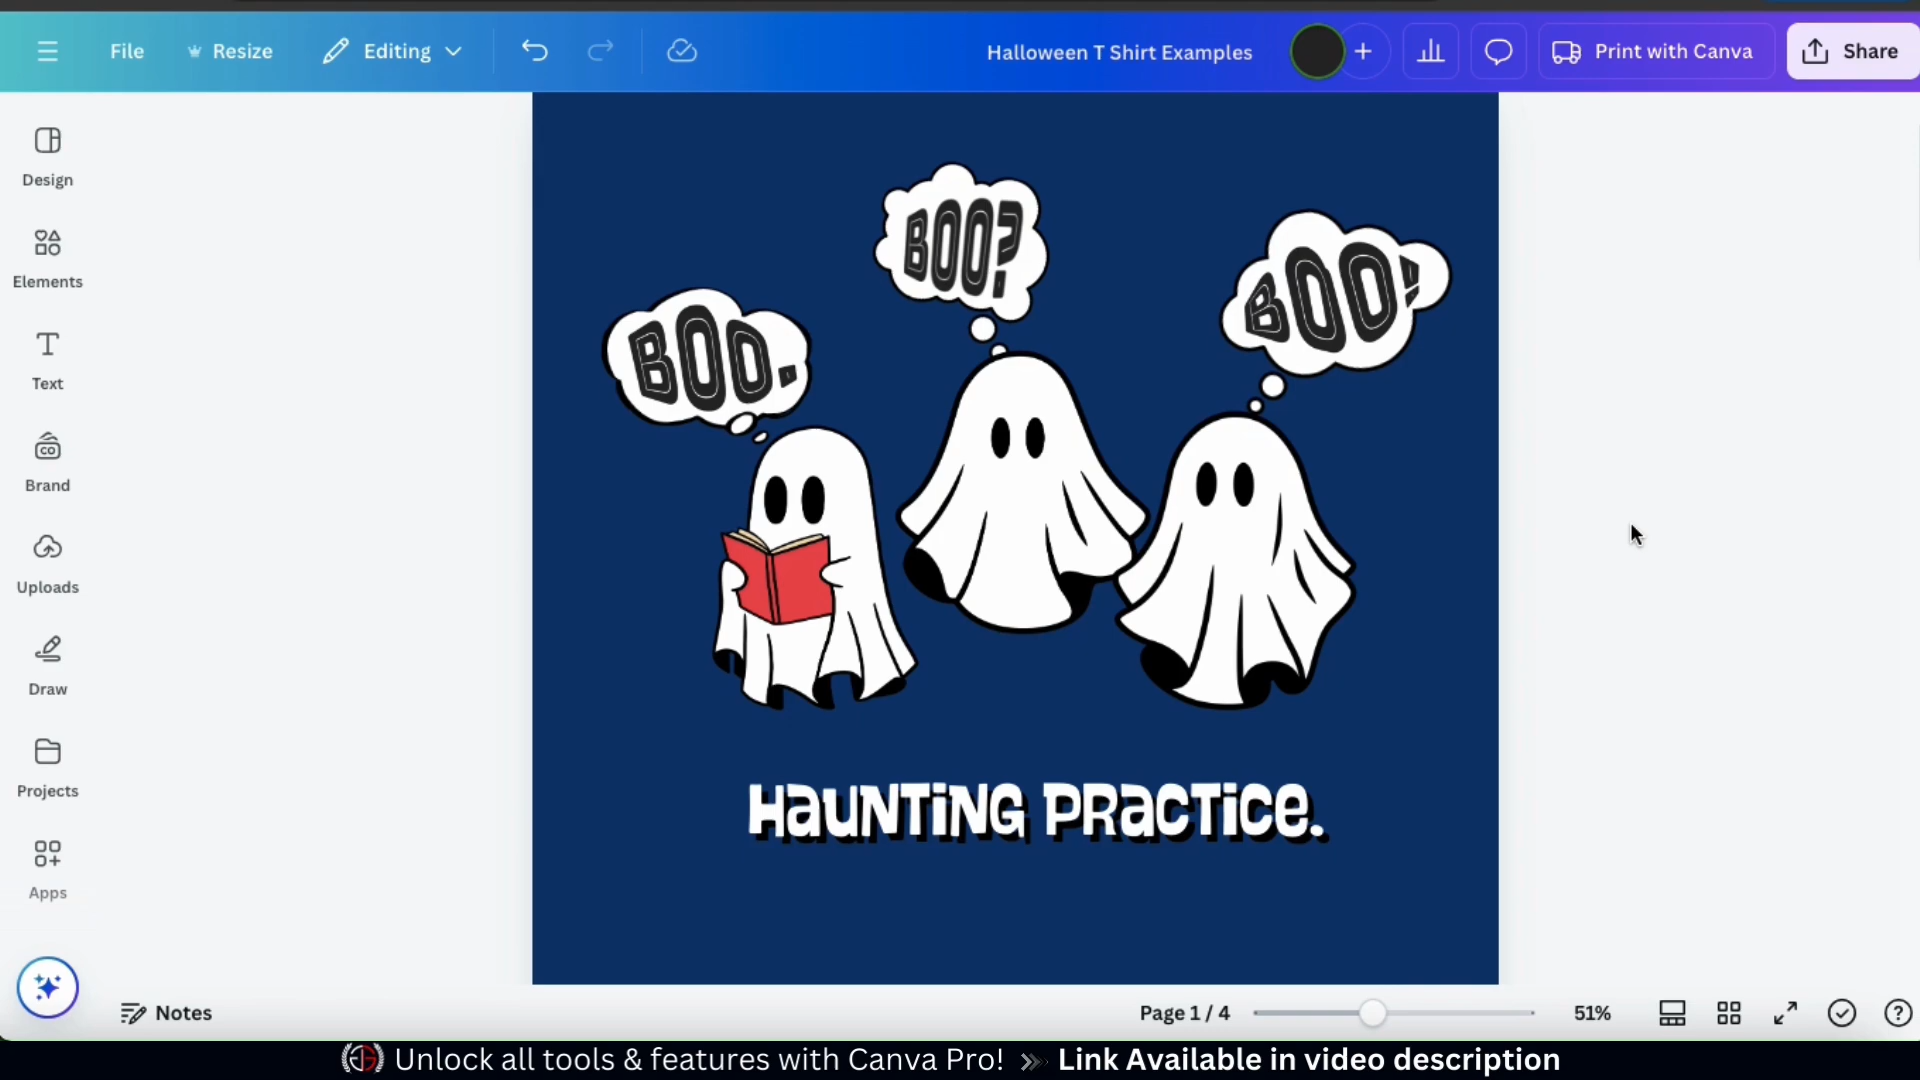 File
Resize
Editing
Halloween T Shirt Examples
Print with Canva
Share
Design
Elements
Text
CO
Brand
Uploads
Draw
Projects
Apps
BOO.
BOO?
BOO!
HaUNTiNG PRacTice.
Notes
Page 1 / 4
51%
Unlock all tools & features with Canva Pro! Link Available in video description